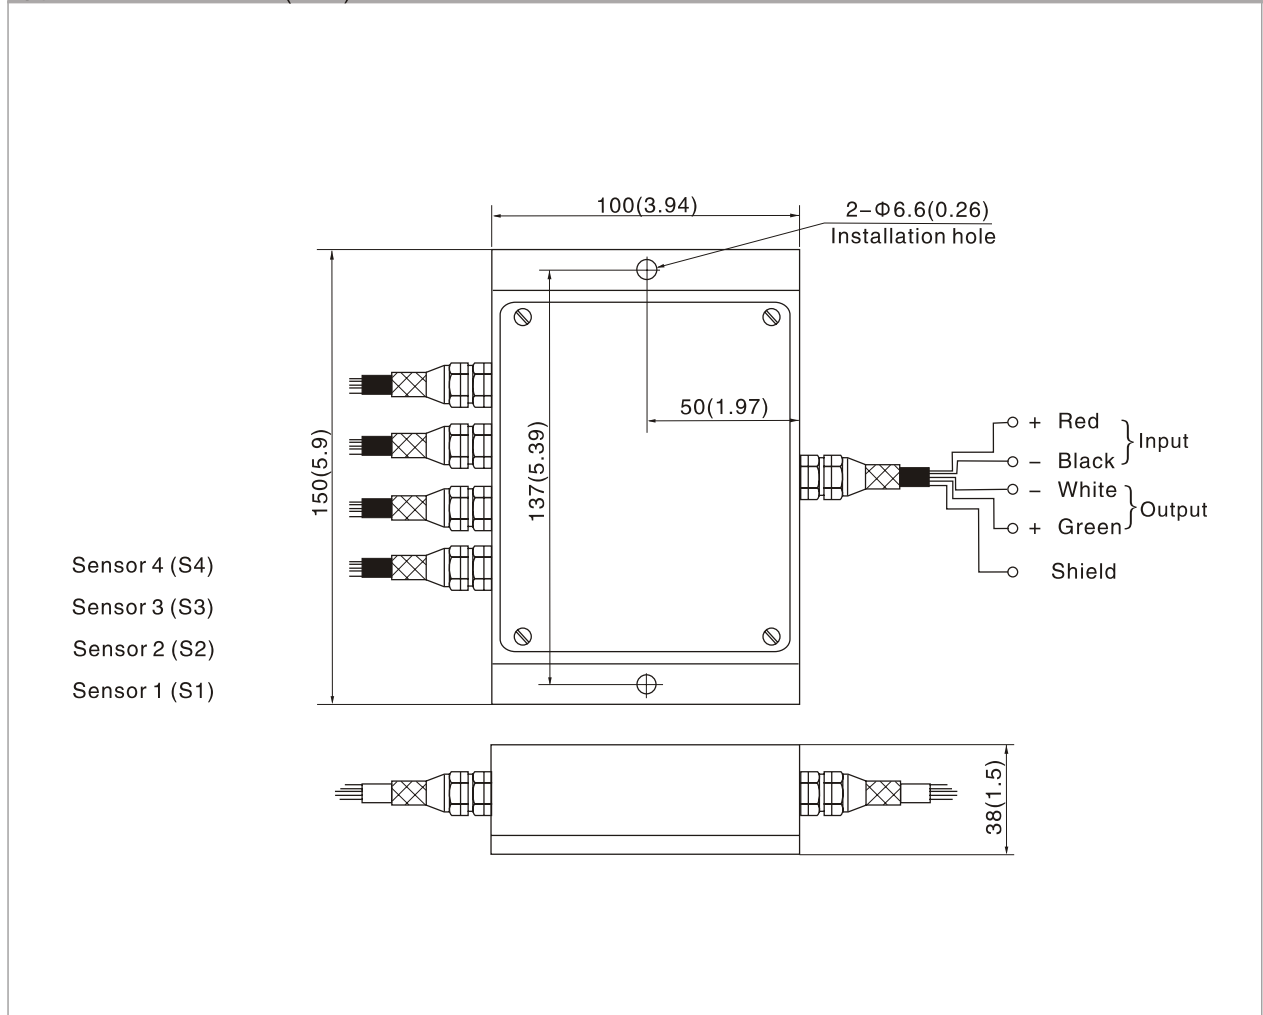 100(3.94)
2–Φ6.6(0.26)
Installation hole
150(5.9)
137(5.39)
50(1.97)
+ Red
– Black
Input
– White
+ Green
Output
Shield
Sensor 4 (S4)
Sensor 3 (S3)
Sensor 2 (S2)
Sensor 1 (S1)
38(1.5)